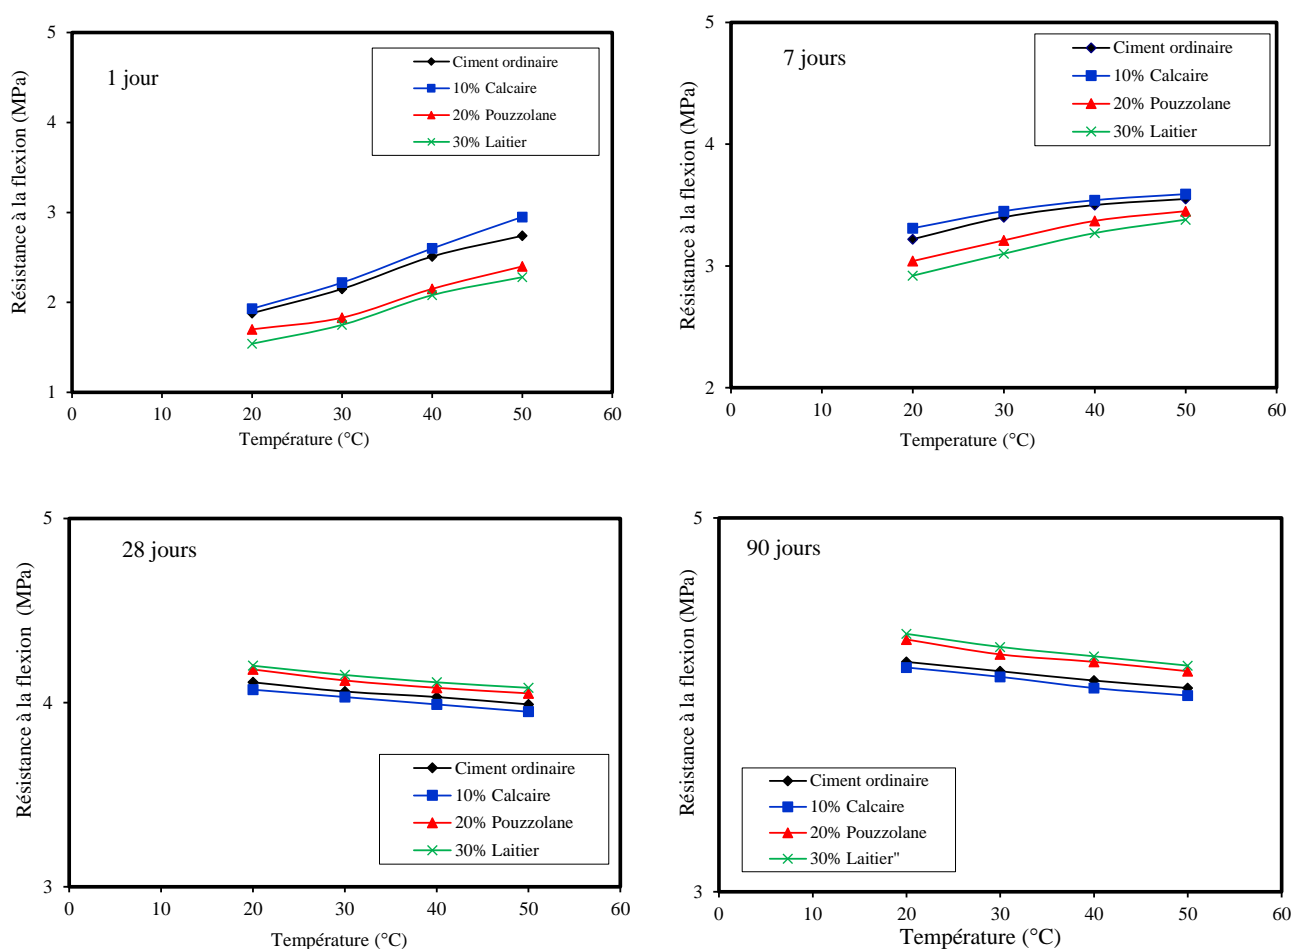 1 jour
Résistance à la flexion (MPa)
5
4
3
2
1
0
10
20
30
40
50
60
Température (°C)
Ciment ordinaire
10% Calcaire
20% Pouzzolane
30% Laitier
7 jours
Résistance à la flexion (MPa)
5
4
3
2
0
10
20
30
40
50
60
Temperature (°C)
Ciment ordinaire
10% Calcaire
20% Pouzzolane
30% Laitier
28 jours
Résistance à la flexion (MPa)
5
4
3
0
10
20
30
40
50
60
Température (°C)
Ciment ordinaire
10% Calcaire
20% Pouzzolane
30% Laitier
90 jours
Résistance à la flexion (MPa)
5
3
0
10
20
30
40
50
60
Température (°C)
Ciment ordinaire
10% Calcaire
20% Pouzzolane
30% Laitier"